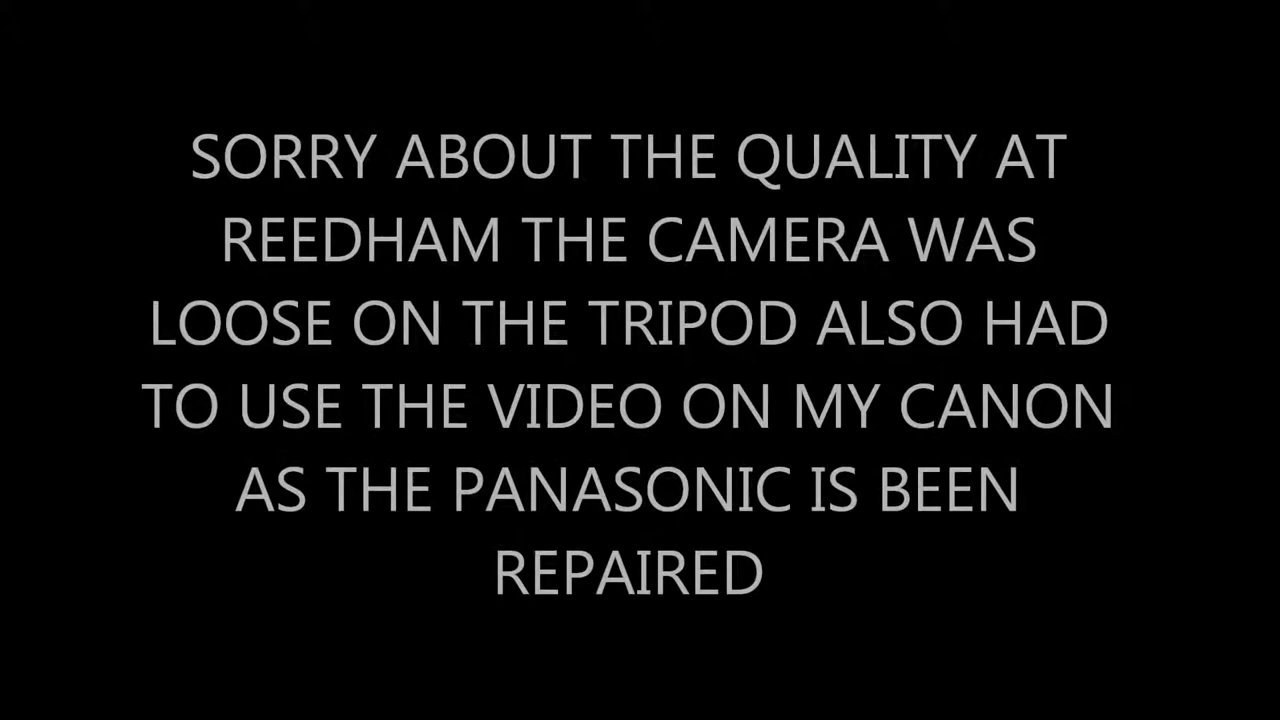 SORRY ABOUT THE QUALITY AT
REEDHAM THE CAMERA WAS
LOOSE ON THE TRIPOD ALSO HAD
TO USE THE VIDEO ON MY CANON
AS THE PANASONIC IS BEEN
REPAIRED